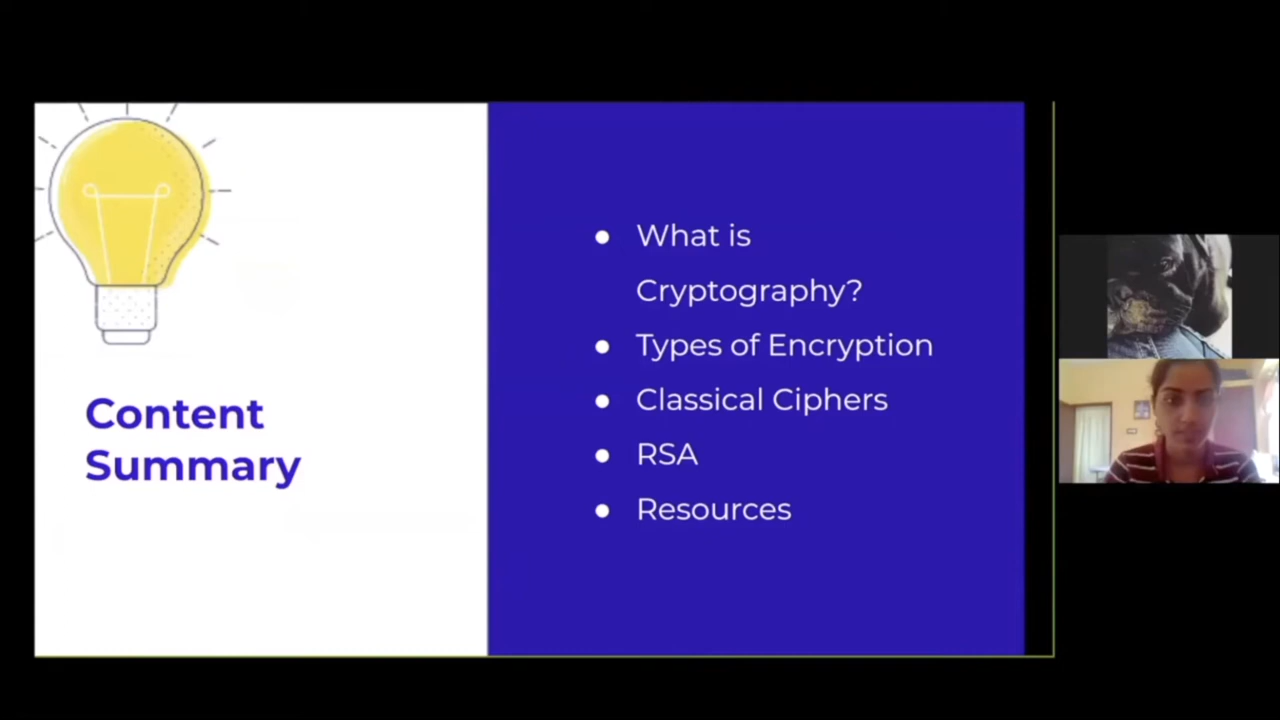 Content
Summary
● What is
Cryptography?
● Types of Encryption
● Classical Ciphers
● RSA
● Resources